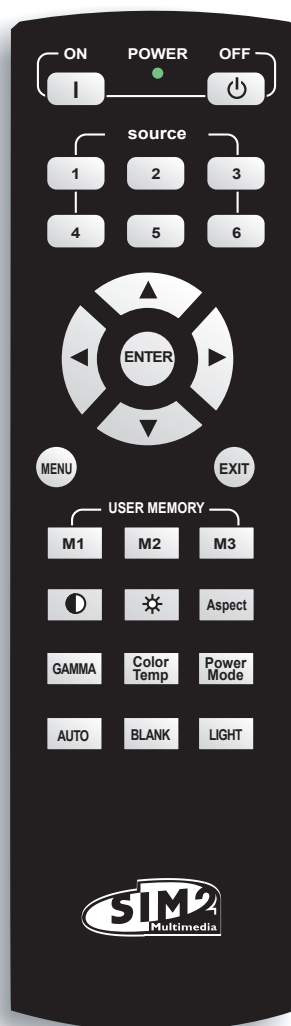 ON POWER OFF
I
source
1 2 3
4 5 6
ENTER
MENU EXIT
USER MEMORY
M1 M2 M3
Aspect
GAMMA Color Temp Power Mode
AUTO BLANK LIGHT
SIM2
Multimedia